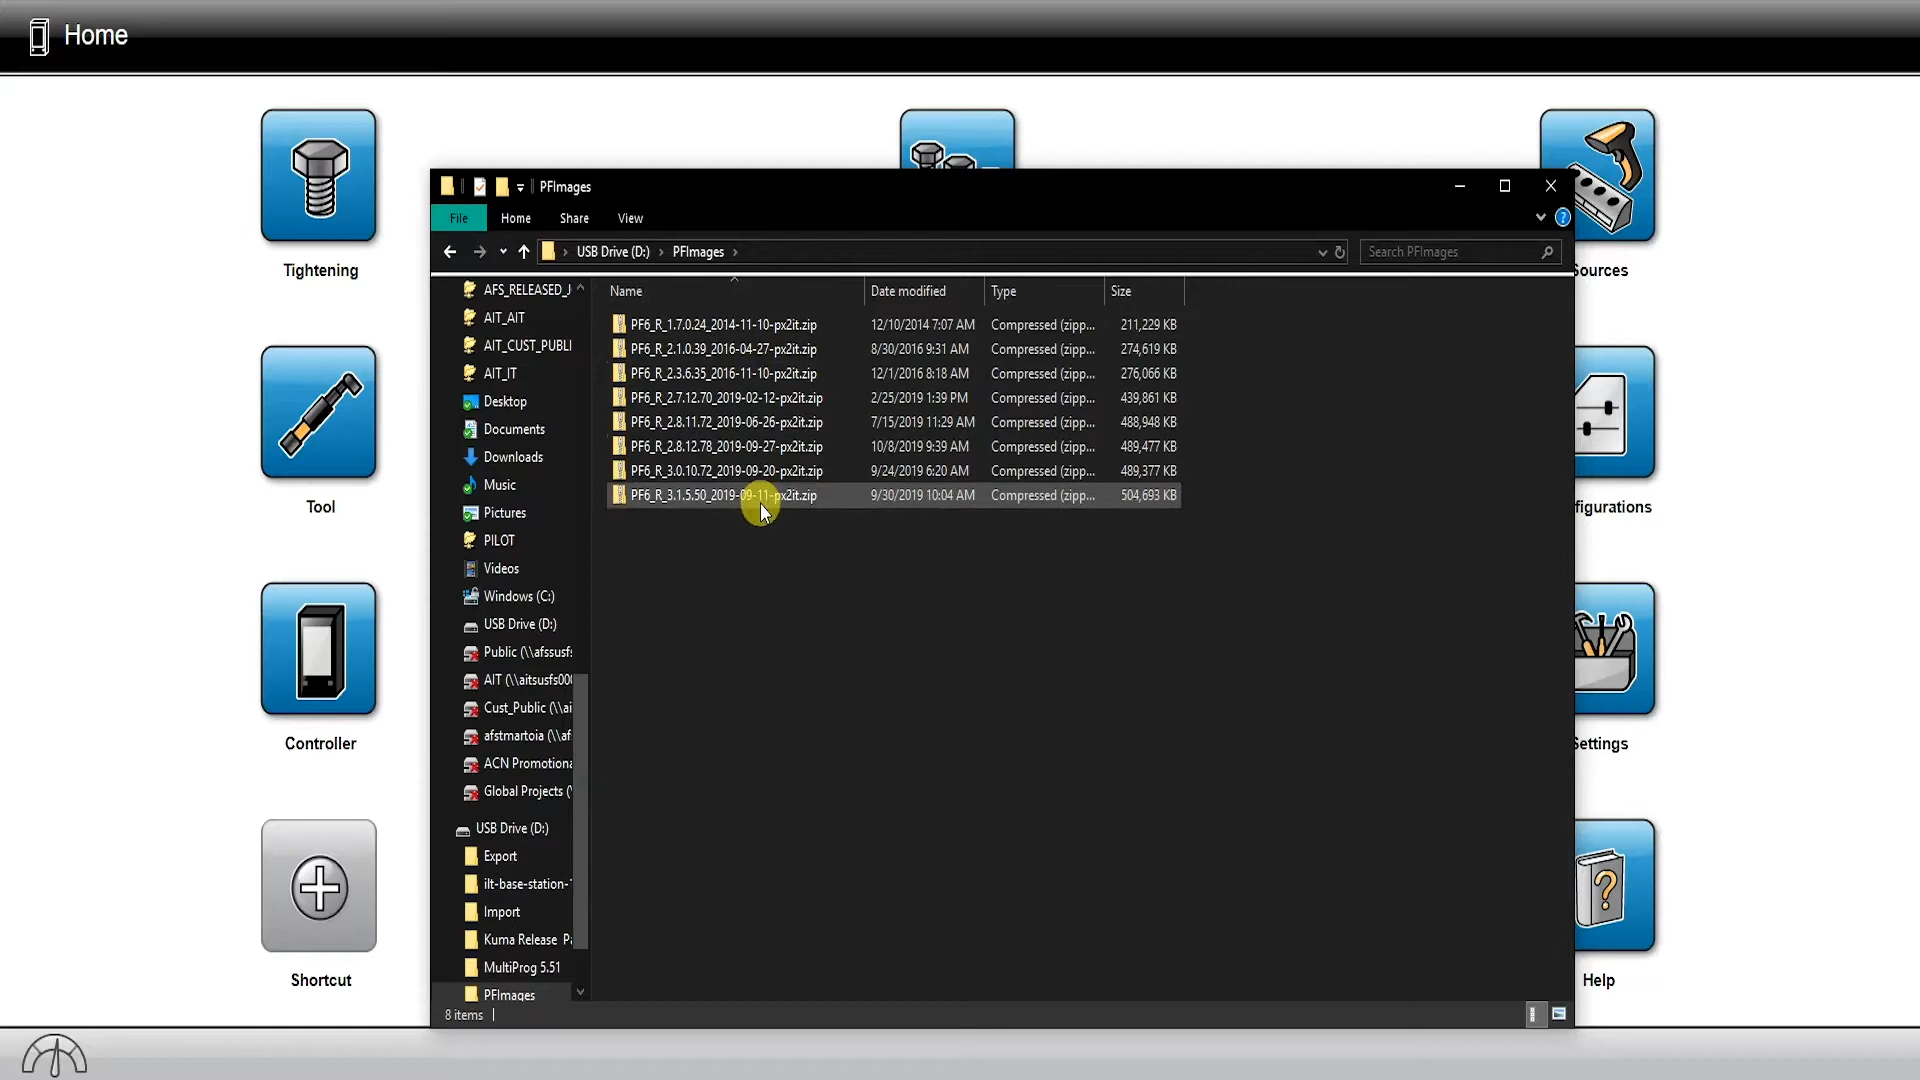 Home
Tightening
Tool
Controller
Shortcut
PFImages
File Home Share View
USB Drive (D:) PFImages
Search PFImages
AFS_RELEASED_J
AIT_AIT
AIT_CUST_PUBLI
AIT_IT
Desktop
Documents
Downloads
Music
Pictures
PILOT
Videos
Windows (C:)
USB Drive (D:)
Public (\\afssusf
AIT (\\aitsusfs00
Cust_Public (\\ai
afstmartoia (\\af
ACN Promotiona
Global Projects (
USB Drive (D:)
Export
ilt-base-station-
Import
Kuma Release Pa
MultiProg 5.51
PFImages
Name Date modified Type Size
PF6_R_1.7.0.24_2014-11-10-px2it.zip 12/10/2014 7:07 AM Compressed (zipp... 211,229 KB
PF6_R_2.1.0.39_2016-04-27-px2it.zip 8/30/2016 9:31 AM Compressed (zipp... 274,619 KB
PF6_R_2.3.6.35_2016-11-10-px2it.zip 12/1/2016 8:18 AM Compressed (zipp... 276,066 KB
PF6_R_2.7.12.70_2019-02-12-px2it.zip 2/25/2019 1:39 PM Compressed (zipp... 439,861 KB
PF6_R_2.8.11.72_2019-06-26-px2it.zip 7/15/2019 11:29 AM Compressed (zipp... 488,948 KB
PF6_R_2.8.12.78_2019-09-27-px2it.zip 10/8/2019 9:39 AM Compressed (zipp... 489,477 KB
PF6_R_3.0.10.72_2019-09-20-px2it.zip 9/24/2019 6:20 AM Compressed (zipp... 489,377 KB
PF6_R_3.1.5.50_2019-09-11-px2it.zip 9/30/2019 10:04 AM Compressed (zipp... 504,693 KB
8 items
Sources
figurations
Settings
Help